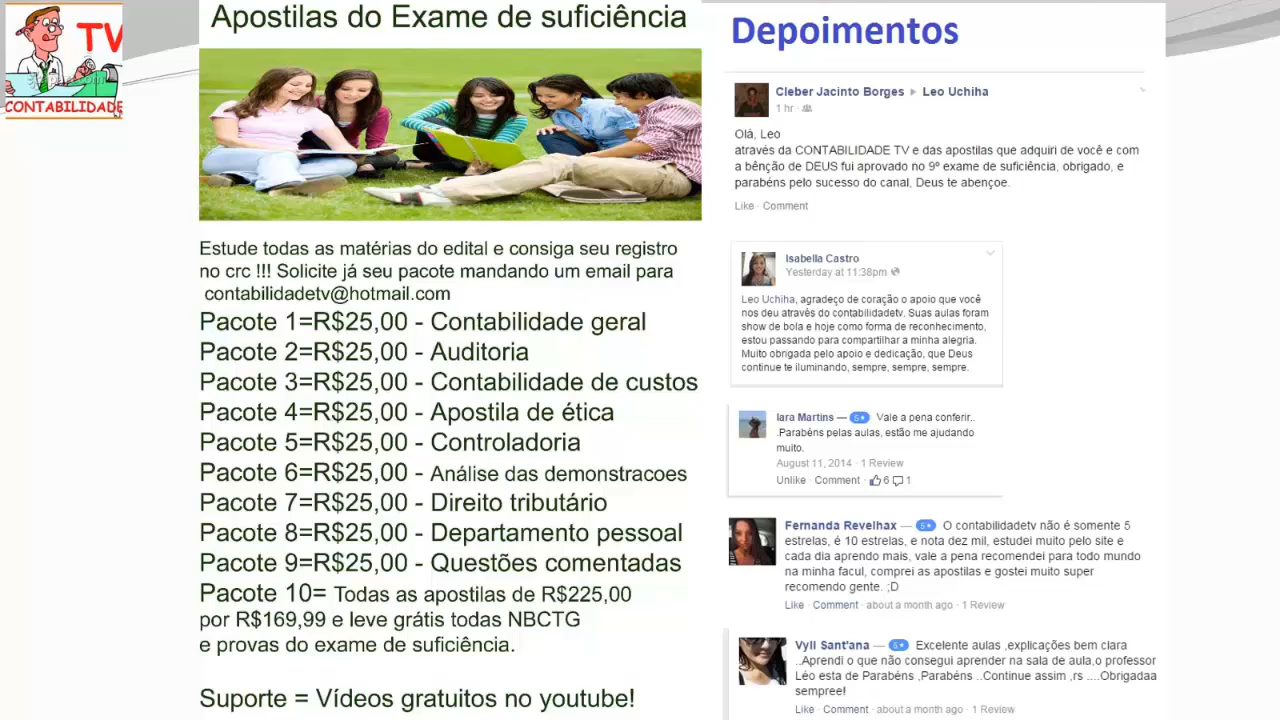 TV
CONTABILIDADE
Apostilas do Exame de suficiência
Estude todas as matérias do edital e consiga seu registro
no crc !!! Solicite já seu pacote mandando um email para
contabilidadetv@hotmail.com
Pacote 1=R$25,00 - Contabilidade geral
Pacote 2=R$25,00 - Auditoria
Pacote 3=R$25,00 - Contabilidade de custos
Pacote 4=R$25,00 - Apostila de ética
Pacote 5=R$25,00 - Controladoria
Pacote 6=R$25,00 - Análise das demonstracoes
Pacote 7=R$25,00 - Direito tributário
Pacote 8=R$25,00 - Departamento pessoal
Pacote 9=R$25,00 - Questões comentadas
Pacote 10= Todas as apostilas de R$225,00
por R$169,99 e leve grátis todas NBCTG
e provas do exame de suficiência.
Suporte = Vídeos gratuitos no youtube!
Depoimentos
Cleber Jacinto Borges ▸ Leo Uchiha
1 hr ·
Olá, Leo
através da CONTABILIDADE TV e das apostilas que adquiri de você e com
a bênção de DEUS fui aprovado no 9º exame de suficiência, obrigado, e
parabéns pelo sucesso do canal, Deus te abençoe.
Like · Comment
Isabella Castro
Yesterday at 11:38pm
Leo Uchiha, agradeço de coração o apoio que você
nos deu através do contabilidadetv. Suas aulas foram
show de bola e hoje como forma de reconhecimento,
estou passando para compartilhar a minha alegria.
Muito obrigada pelo apoio e dedicação, que Deus
continue te iluminando, sempre, sempre, sempre.
Iara Martins — 5★ Vale a pena conferir..
.Parabéns pelas aulas, estão me ajudando
muito.
August 11, 2014 · 1 Review
Unlike · Comment · 6 1
Fernanda Revelhax — 5★ O contabilidadetv não é somente 5
estrelas, é 10 estrelas, e nota dez mil, estudei muito pelo site e
cada dia aprendo mais, vale a pena recomendei para todo mundo
na minha facul, comprei as apostilas e gostei muito super
recomendo gente. ;D
Like · Comment · about a month ago · 1 Review
Vyll Sant'ana — 5★ Excelente aulas ,explicações bem clara
..Aprendi o que não consegui aprender na sala de aula,o professor
Léo esta de Parabéns ,Parabéns ..Continue assim ,rs ....Obrigadaa
sempree!
Like · Comment · about a month ago · 1 Review